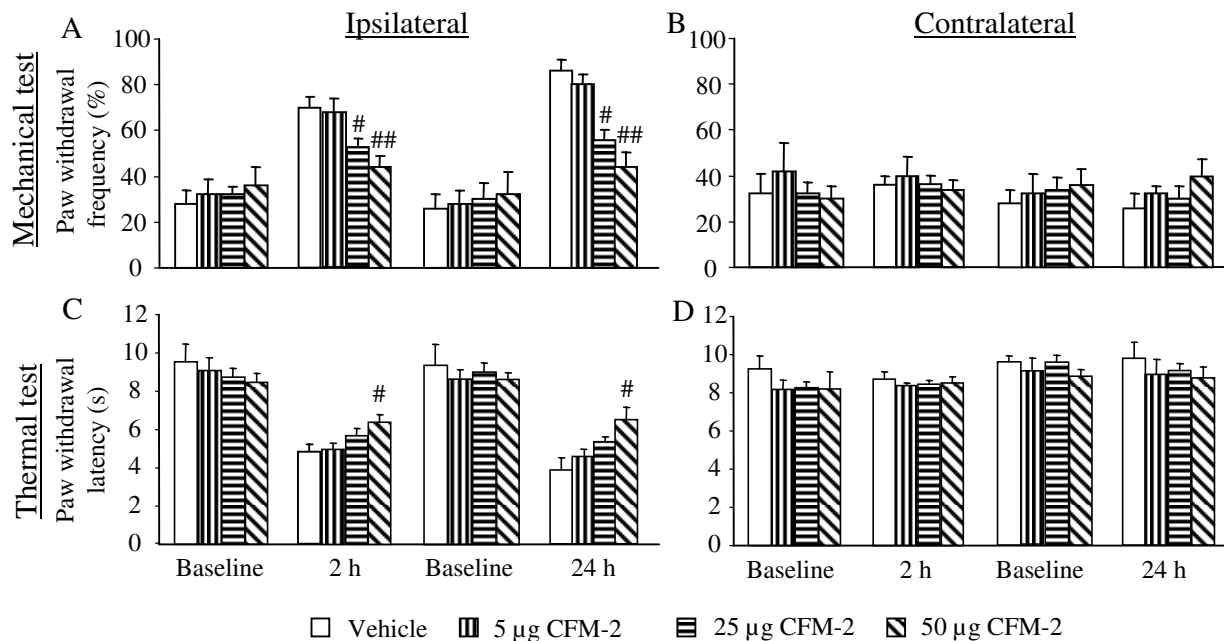 A
Ipsilateral
B
Contralateral
Mechanical test
Paw withdrawal
frequency (%)
100
80
60
40
20
0
#
##
#
##
100
80
60
40
20
0
C
D
Thermal test
Paw withdrawal
latency (s)
12
10
8
6
4
2
0
#
#
12
10
8
6
4
2
0
Baseline 2 h Baseline 24 h
Baseline 2 h Baseline 24 h
Vehicle 5 µg CFM-2 25 µg CFM-2 50 µg CFM-2